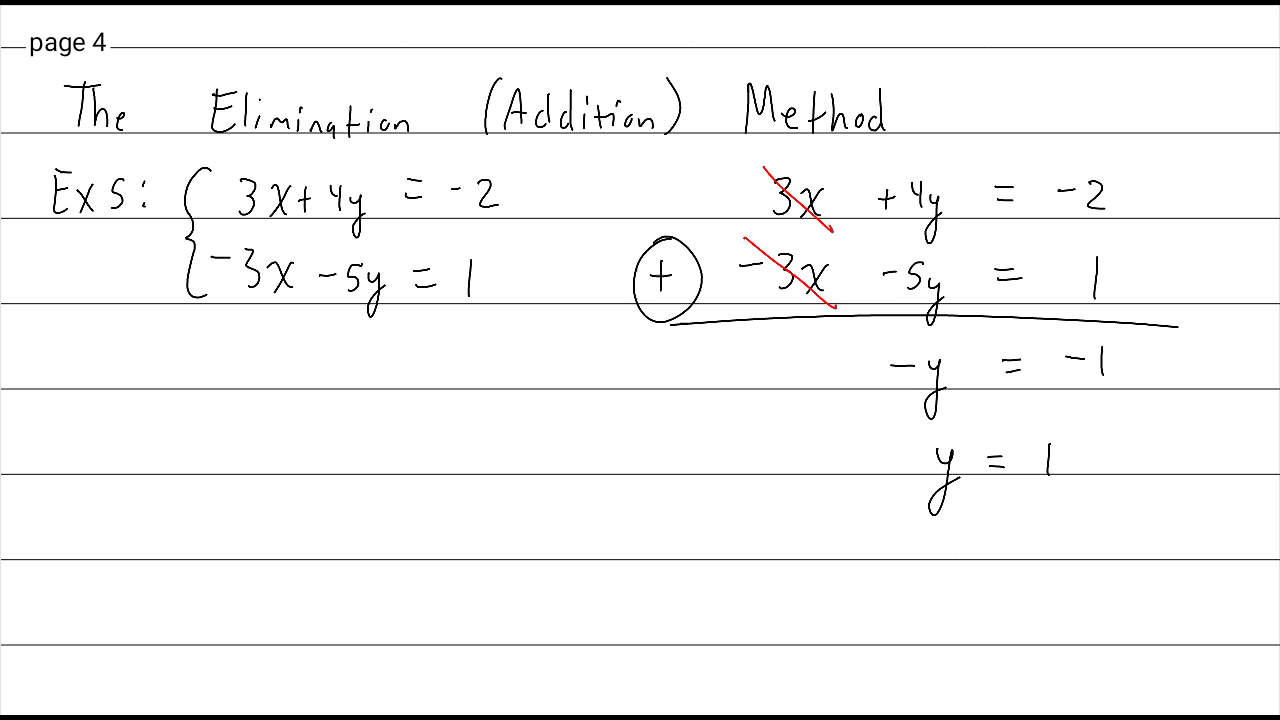 page 4
The Elimination (Addition) Method
Ex 5: { 3x + 4y = -2
-3x - 5y = 1
3x + 4y = -2
+ -3x - 5y = 1
-y = -1
y = 1